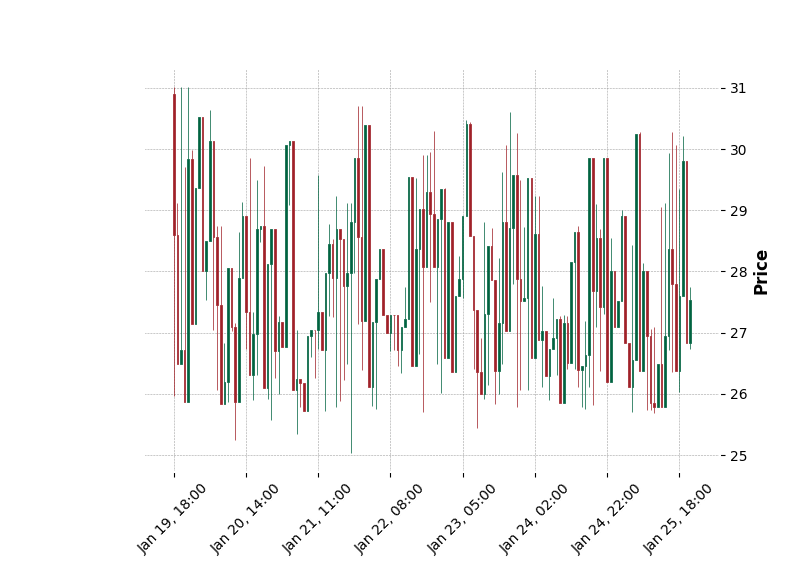 31
30
29
28
27
26
25
Price
Jan 19, 18:00
Jan 20, 14:00
Jan 21, 11:00
Jan 22, 08:00
Jan 23, 05:00
Jan 24, 02:00
Jan 24, 22:00
Jan 25, 18:00